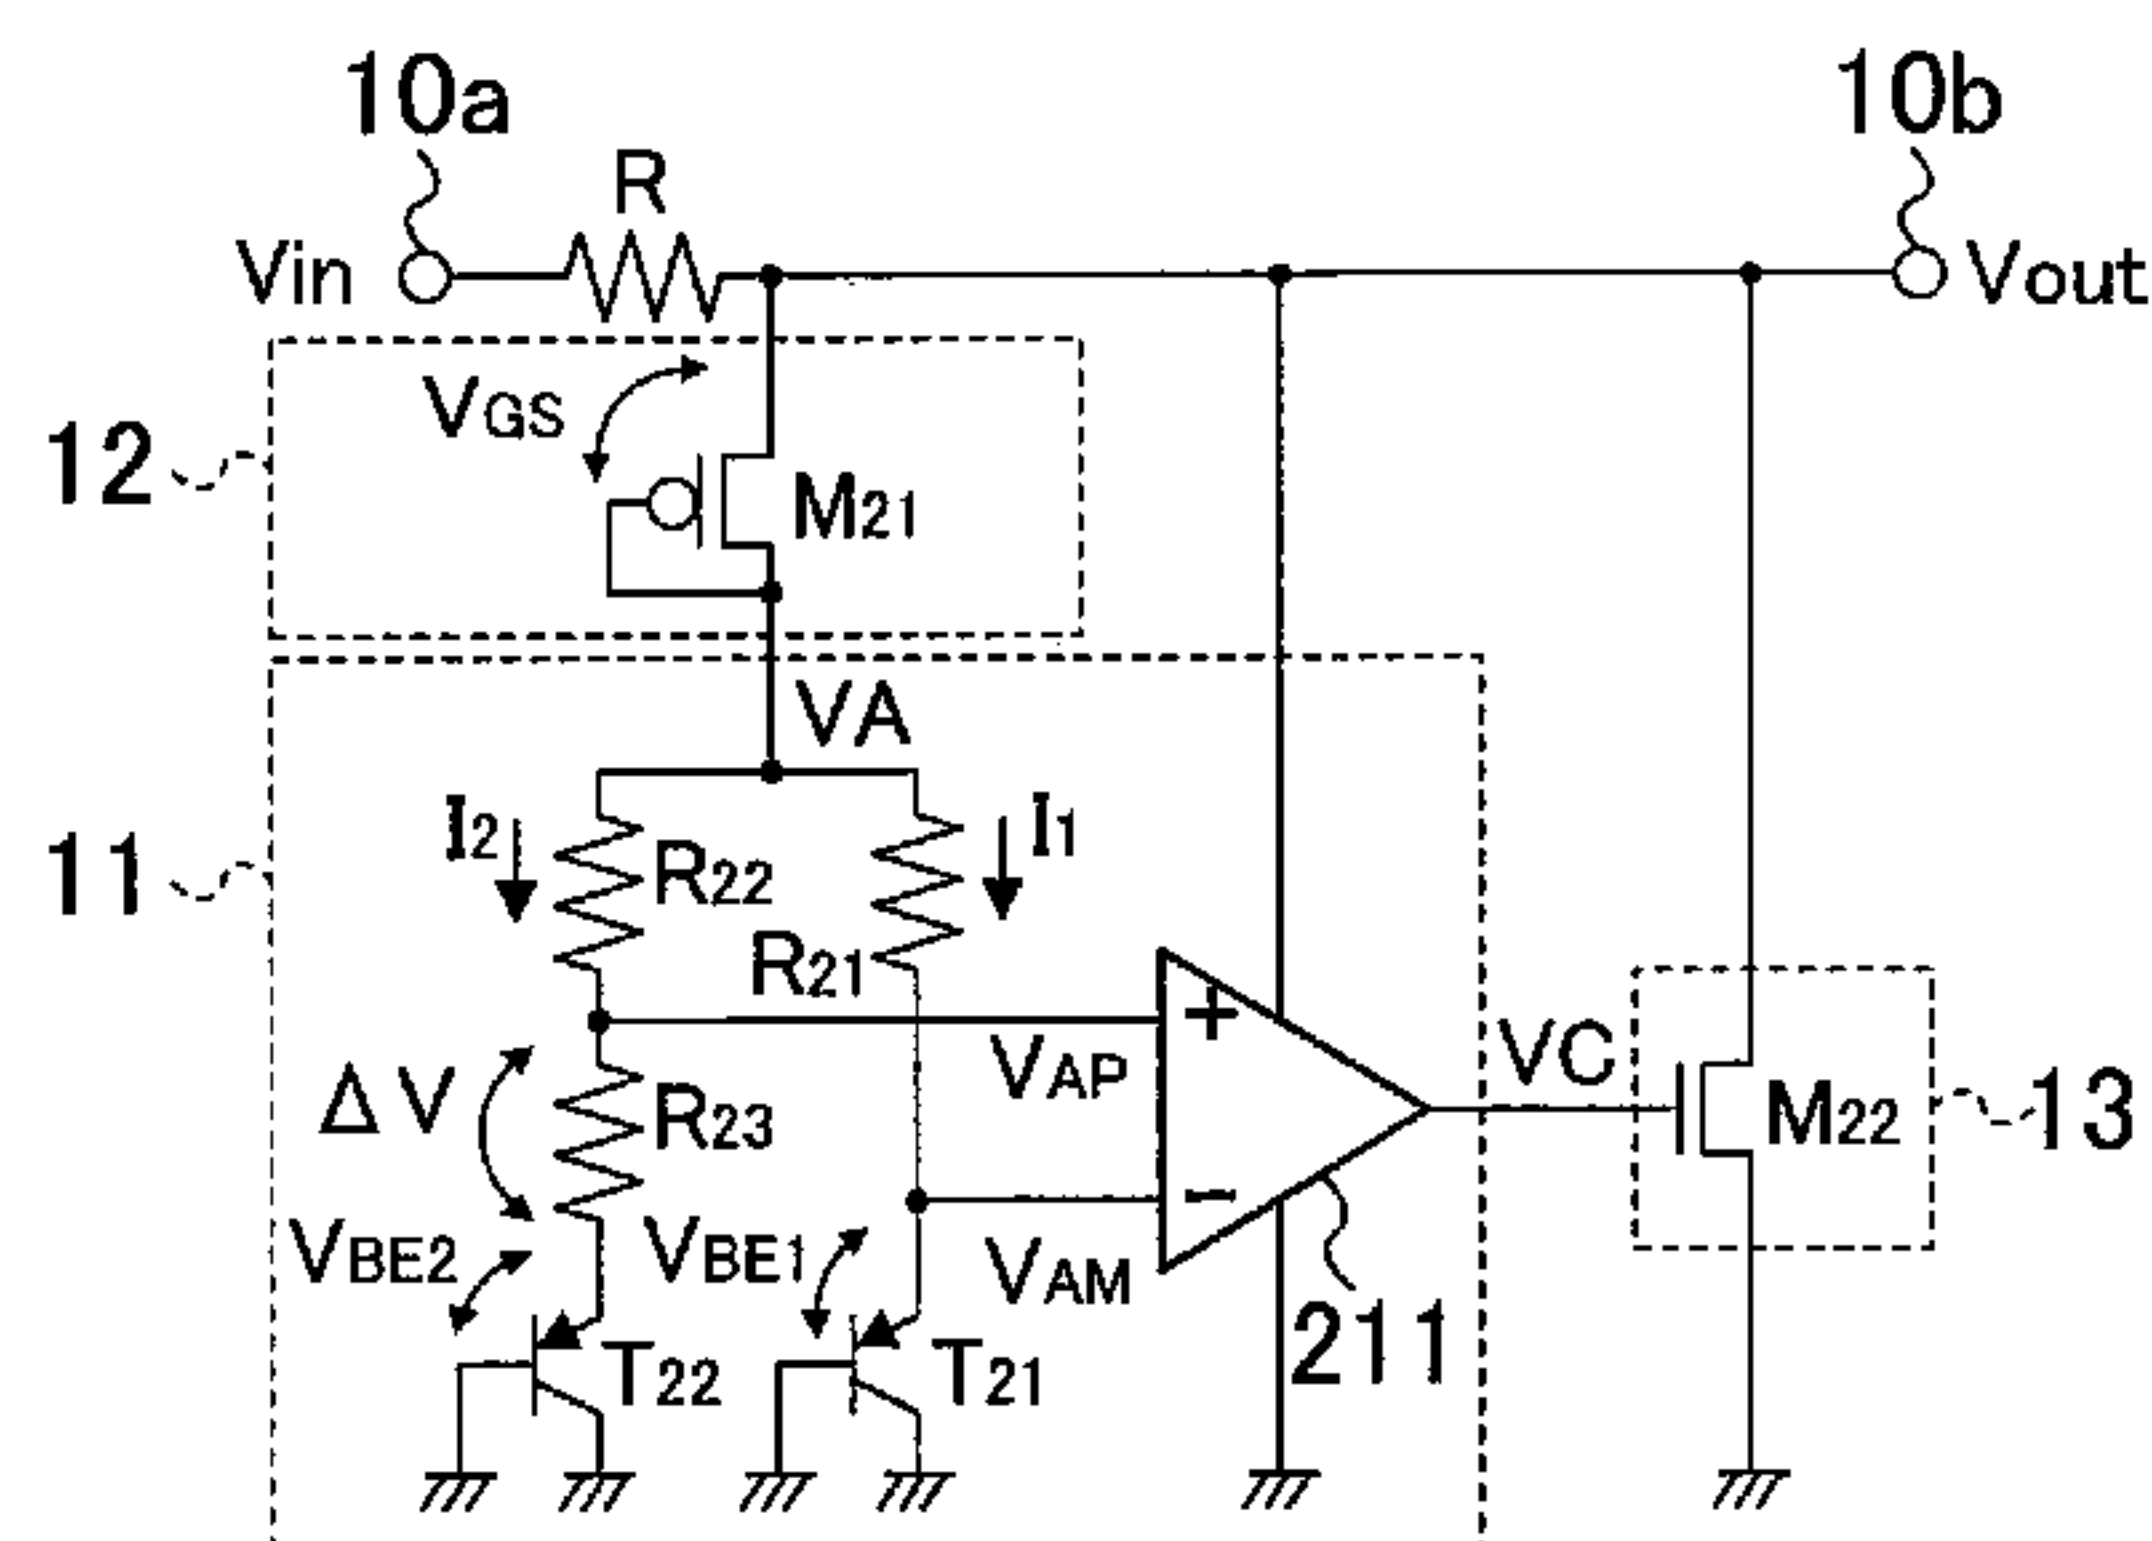 10a
10b
R
Vin
Vout
VGS
12
M21
VA
I2
I1
11
R22
R21
+
VC
ΔV
VAP
R23
M22
13
VBE2
VBE1
−
VAM
T22
T21
211